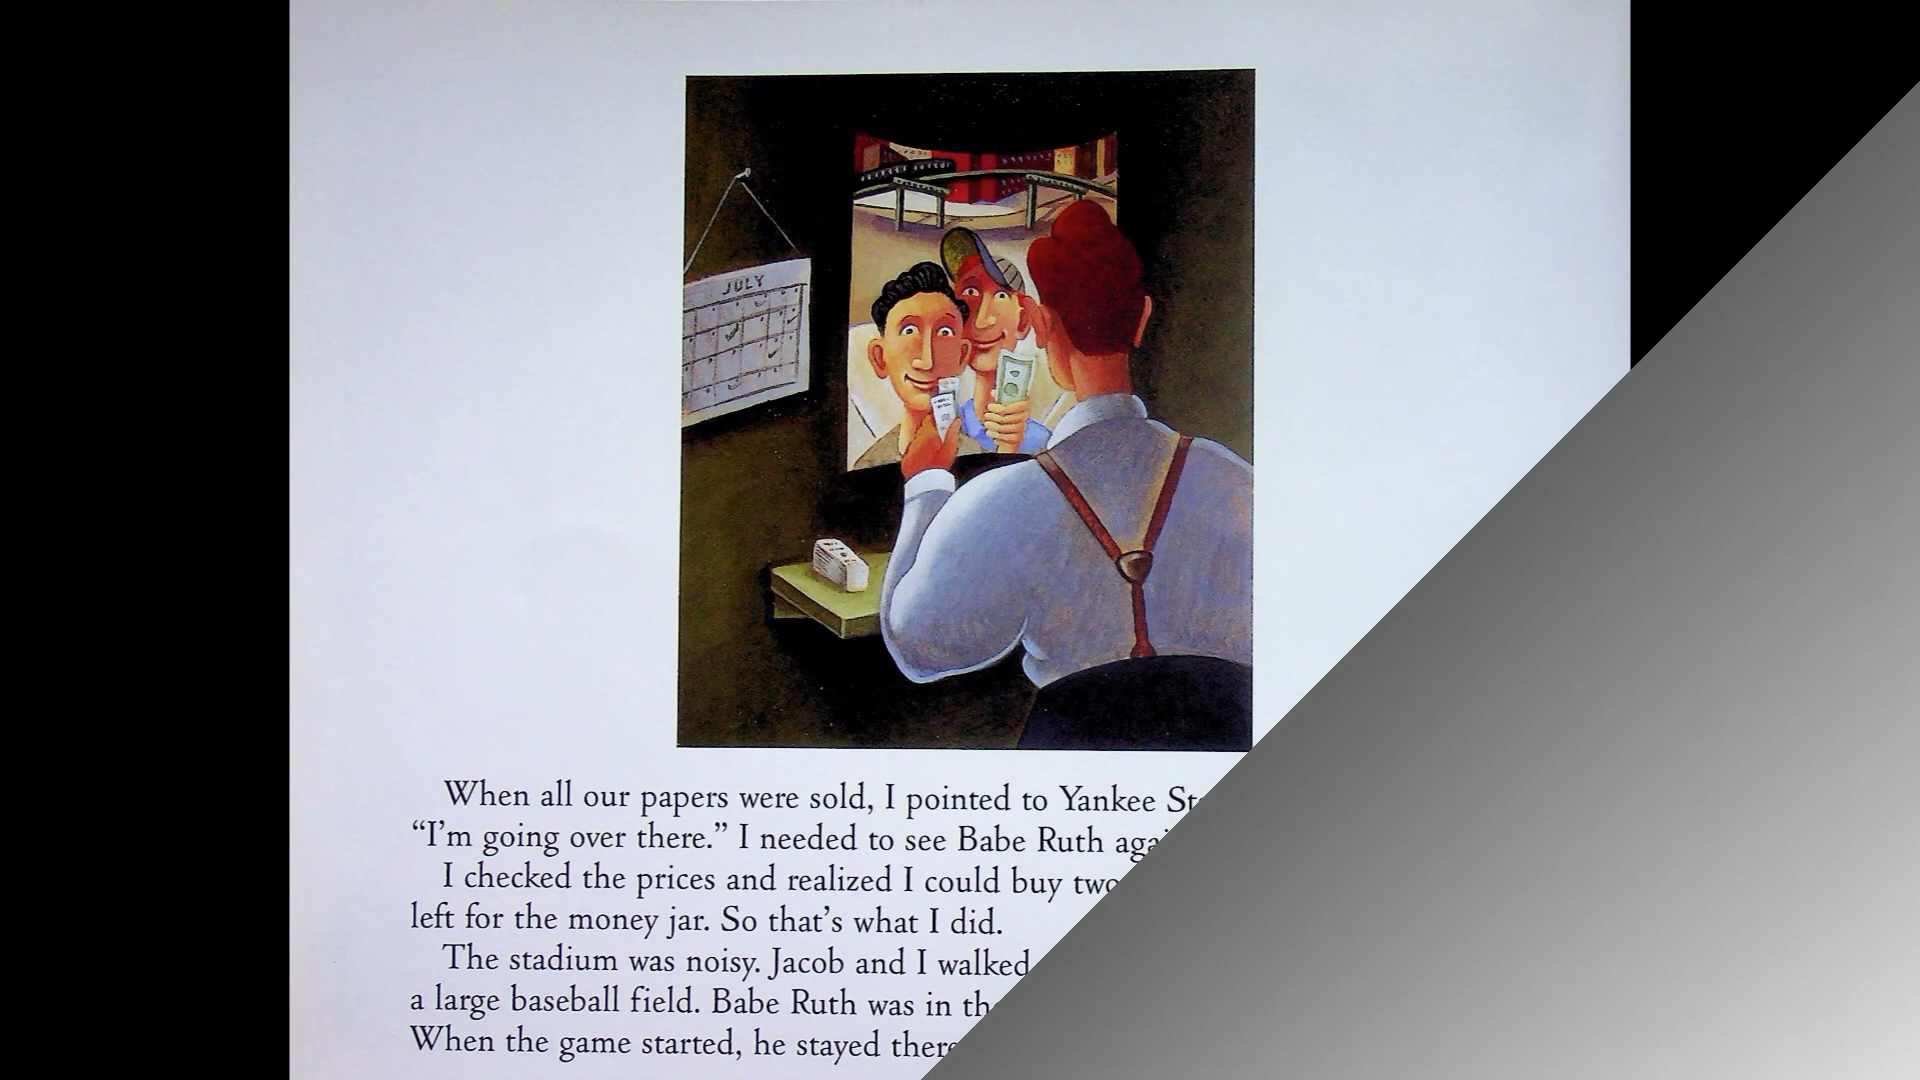 JULY
When all our papers were sold, I pointed to Yankee
“I’m going over there.” I needed to see Babe Ruth
I checked the prices and realized I could buy
left for the money jar. So that’s what I did.
The stadium was noisy. Jacob and I walked
a large baseball field. Babe Ruth was in
When the game started, he stayed